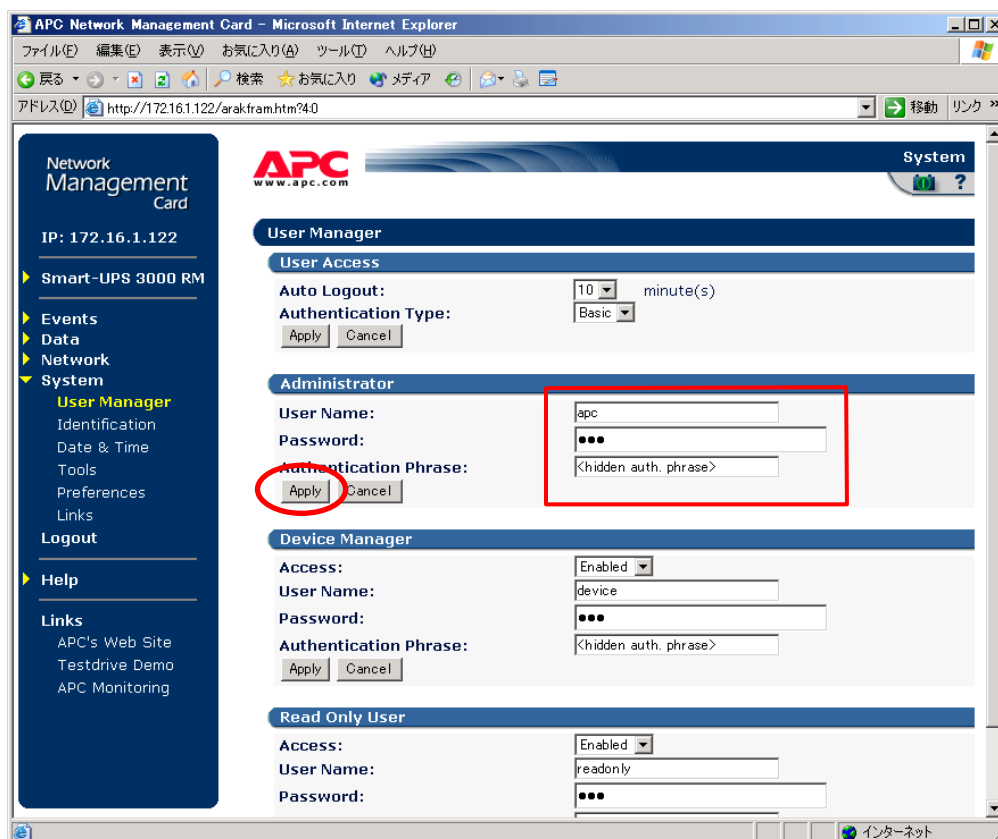 APC Network Management Card - Microsoft Internet Explorer
ファイル(F) 編集(E) 表示(V) お気に入り(A) ツール(T) ヘルプ(H)
戻る 検索 お気に入り メディア
アドレス(D) http://172.16.1.122/arakfram.htm?4.0 移動 リンク »
Network
Management
Card
IP: 172.16.1.122
Smart-UPS 3000 RM
Events
Data
Network
System
User Manager
Identification
Date & Time
Tools
Preferences
Links
Logout
Help
Links
APC's Web Site
Testdrive Demo
APC Monitoring
APC
www.apc.com
System
?
User Manager
User Access
Auto Logout: 10 minute(s)
Authentication Type: Basic
Apply Cancel
Administrator
User Name: apc
Password: ●●●
Authentication Phrase: <hidden auth. phrase>
Apply Cancel
Device Manager
Access: Enabled
User Name: device
Password: ●●●
Authentication Phrase: <hidden auth. phrase>
Apply Cancel
Read Only User
Access: Enabled
User Name: readonly
Password: ●●●
インターネット